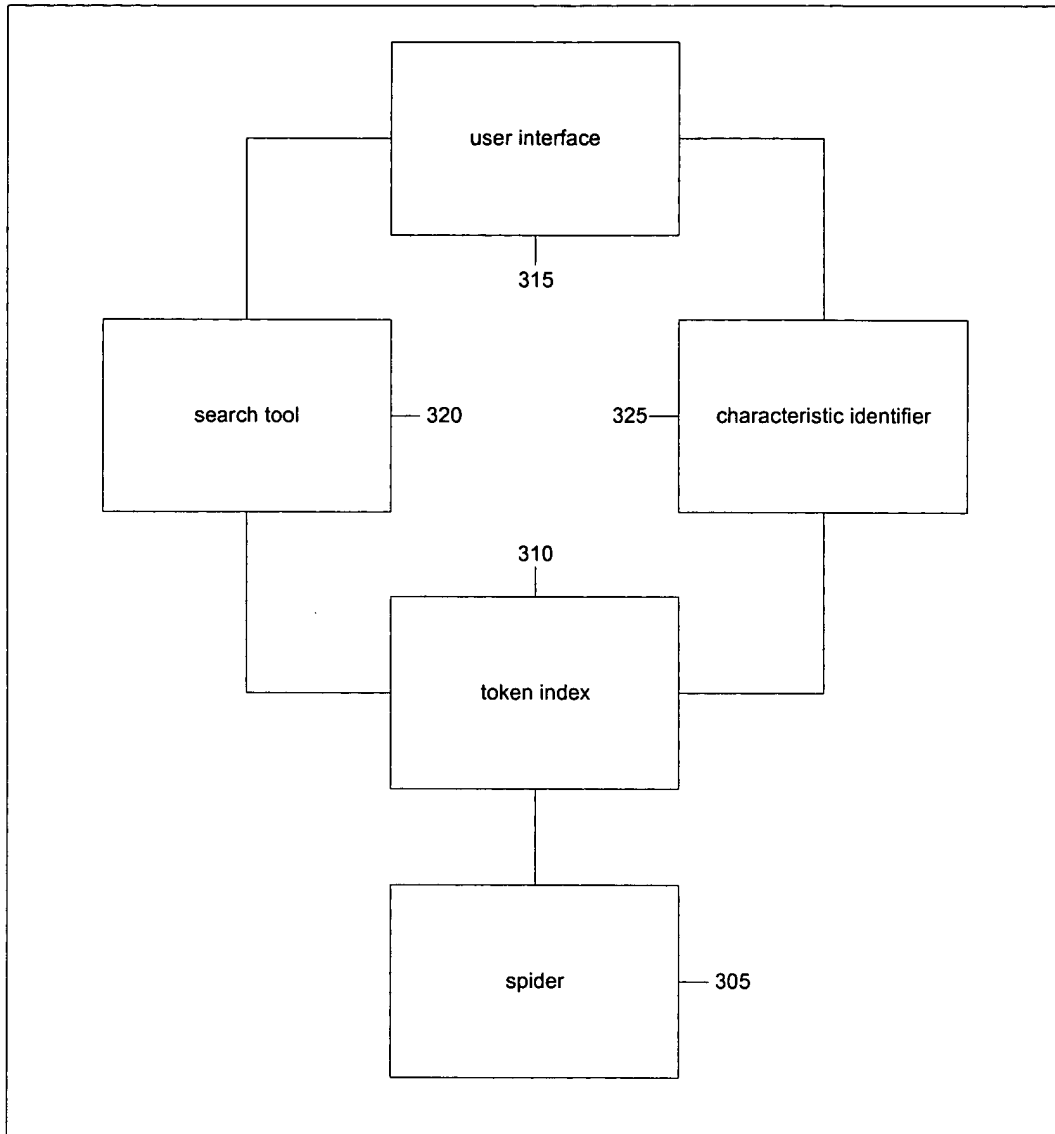 user interface
315
search tool
320
325
characteristic identifier
310
token index
spider
305